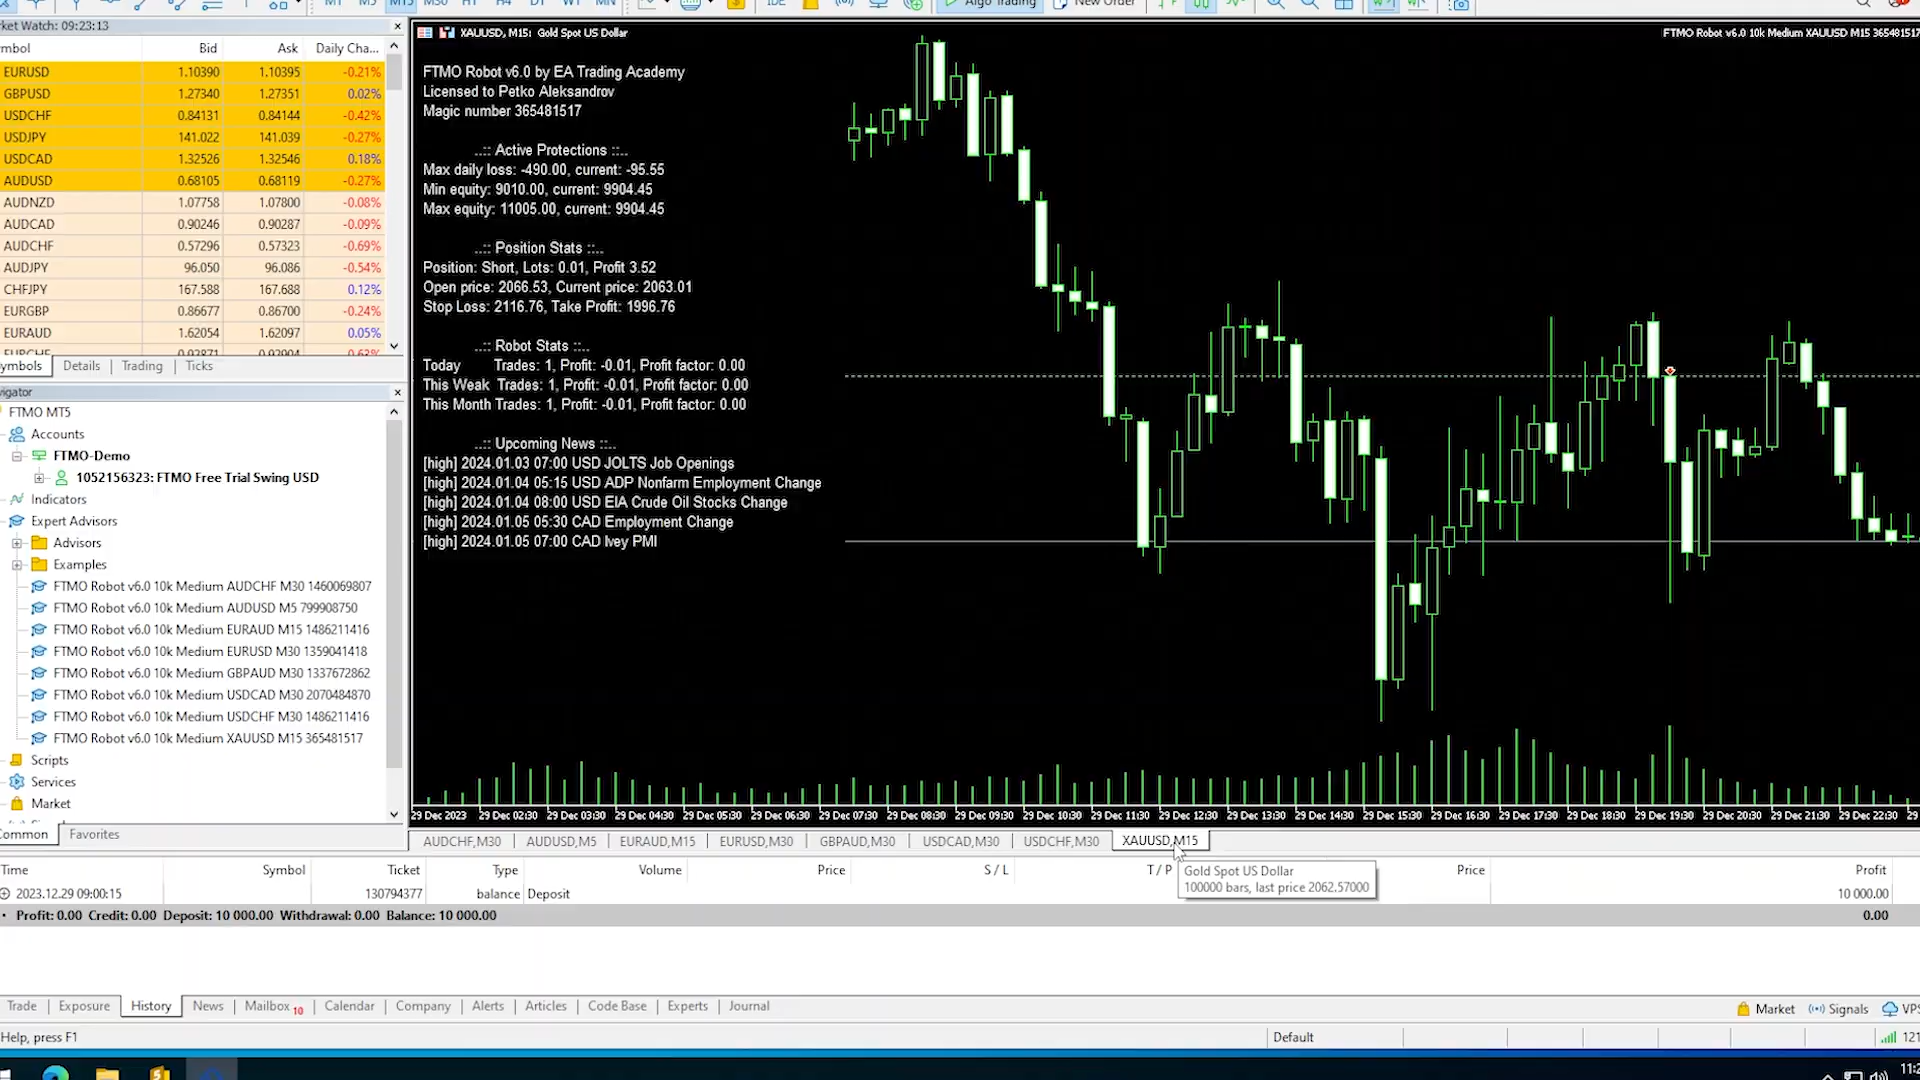 M1 M5 M15 M30 H1 H4 D1 W1 MN IDE Algo Trading New Order
rket Watch: 09:23:13
mbol Bid Ask Daily Cha...
EURUSD 1.10390 1.10395 -0.21%
GBPUSD 1.27340 1.27351 0.02%
USDCHF 0.84131 0.84144 -0.42%
USDJPY 141.022 141.039 -0.27%
USDCAD 1.32526 1.32546 0.18%
AUDUSD 0.68105 0.68119 -0.27%
AUDNZD 1.07758 1.07800 -0.08%
AUDCAD 0.90246 0.90287 -0.09%
AUDCHF 0.57296 0.57323 -0.69%
AUDJPY 96.050 96.086 -0.54%
CHFJPY 167.588 167.688 0.12%
EURGBP 0.86677 0.86700 -0.24%
EURAUD 1.62054 1.62097 0.05%
EURCHF 0.92871 0.92904 0.63%
ymbols Details Trading Ticks
vigator
FTMO MT5
Accounts
FTMO-Demo
1052156323: FTMO Free Trial Swing USD
Indicators
Expert Advisors
Advisors
Examples
FTMO Robot v6.0 10k Medium AUDCHF M30 1460069807
FTMO Robot v6.0 10k Medium AUDUSD M5 799908750
FTMO Robot v6.0 10k Medium EURAUD M15 1486211416
FTMO Robot v6.0 10k Medium EURUSD M30 1359041418
FTMO Robot v6.0 10k Medium GBPAUD M30 1337672862
FTMO Robot v6.0 10k Medium USDCAD M30 2070484870
FTMO Robot v6.0 10k Medium USDCHF M30 1486211416
FTMO Robot v6.0 10k Medium XAUUSD M15 365481517
Scripts
Services
Market
Common Favorites
XAUUSD, M15: Gold Spot US Dollar
FTMO Robot v6.0 10k Medium XAUUSD M15 365481517
FTMO Robot v6.0 by EA Trading Academy
Licensed to Petko Aleksandrov
Magic number 365481517
..:: Active Protections ::..
Max daily loss: -490.00, current: -95.55
Min equity: 9010.00, current: 9904.45
Max equity: 11005.00, current: 9904.45
..:: Position Stats ::..
Position: Short, Lots: 0.01, Profit 3.52
Open price: 2066.53, Current price: 2063.01
Stop Loss: 2116.76, Take Profit: 1996.76
..:: Robot Stats ::..
Today Trades: 1, Profit: -0.01, Profit factor: 0.00
This Weak Trades: 1, Profit: -0.01, Profit factor: 0.00
This Month Trades: 1, Profit: -0.01, Profit factor: 0.00
..:: Upcoming News ::..
[high] 2024.01.03 07:00 USD JOLTS Job Openings
[high] 2024.01.04 05:15 USD ADP Nonfarm Employment Change
[high] 2024.01.04 08:00 USD EIA Crude Oil Stocks Change
[high] 2024.01.05 05:30 CAD Employment Change
[high] 2024.01.05 07:00 CAD Ivey PMI
29 Dec 2023 29 Dec 02:30 29 Dec 03:30 29 Dec 04:30 29 Dec 05:30 29 Dec 06:30 29 Dec 07:30 29 Dec 08:30 29 Dec 09:30 29 Dec 10:30 29 Dec 11:30 29 Dec 12:30 29 Dec 13:30 29 Dec 14:30 29 Dec 15:30 29 Dec 16:30 29 Dec 17:30 29 Dec 18:30 29 Dec 19:30 29 Dec 20:30 29 Dec 21:30 29 Dec 22:30 29
AUDCHF,M30 AUDUSD,M5 EURAUD,M15 EURUSD,M30 GBPAUD,M30 USDCAD,M30 USDCHF,M30 XAUUSD,M15
Time Symbol Ticket Type Volume Price S / L T / P Price Profit
Gold Spot US Dollar
100000 bars, last price 2062.57000
2023.12.29 09:00:15 130794377 balance Deposit 10 000.00
Profit: 0.00 Credit: 0.00 Deposit: 10 000.00 Withdrawal: 0.00 Balance: 10 000.00 0.00
Trade Exposure History News Mailbox 10 Calendar Company Alerts Articles Code Base Experts Journal Market Signals VPS
Help, press F1 Default 121
11:2